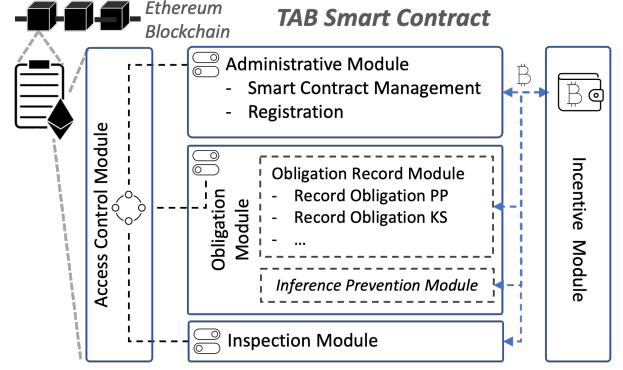 Ethereum
Blockchain
TAB Smart Contract
Access Control Module
Administrative Module
- Smart Contract Management
- Registration
Obligation
Module
Obligation Record Module
- Record Obligation PP
- Record Obligation KS
- ...
Inference Prevention Module
Inspection Module
Incentive Module